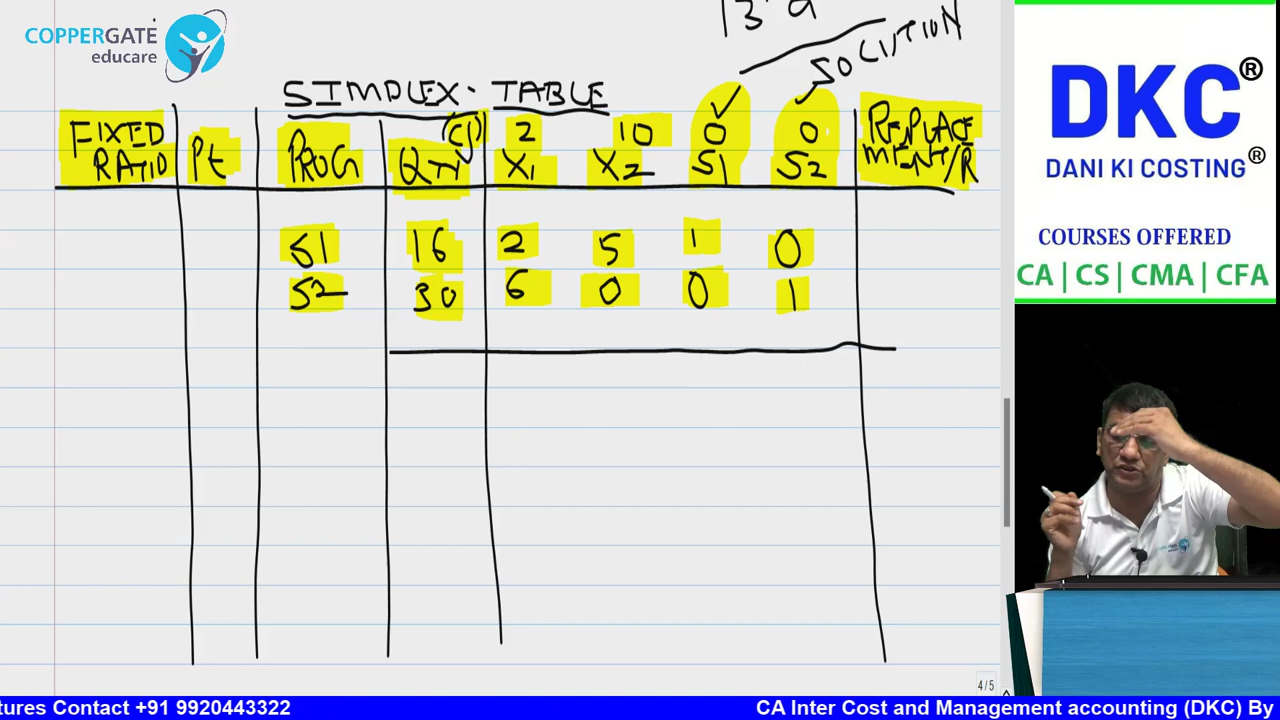 COPPERGATE
educare
SOLUTION
SIMPLEX TABLE
FIXED RATIO Pt PROG QTY (Cj) 2 X1 10 X2 0 S1 0 S2 REPLACEMENT/R
S1 16 2 5 1 0
S2 30 6 0 0 1
4/5
DKC®
DANI KI COSTING®
COURSES OFFERED
CA | CS | CMA | CFA
tures Contact +91 9920443322 CA Inter Cost and Management accounting (DKC) By